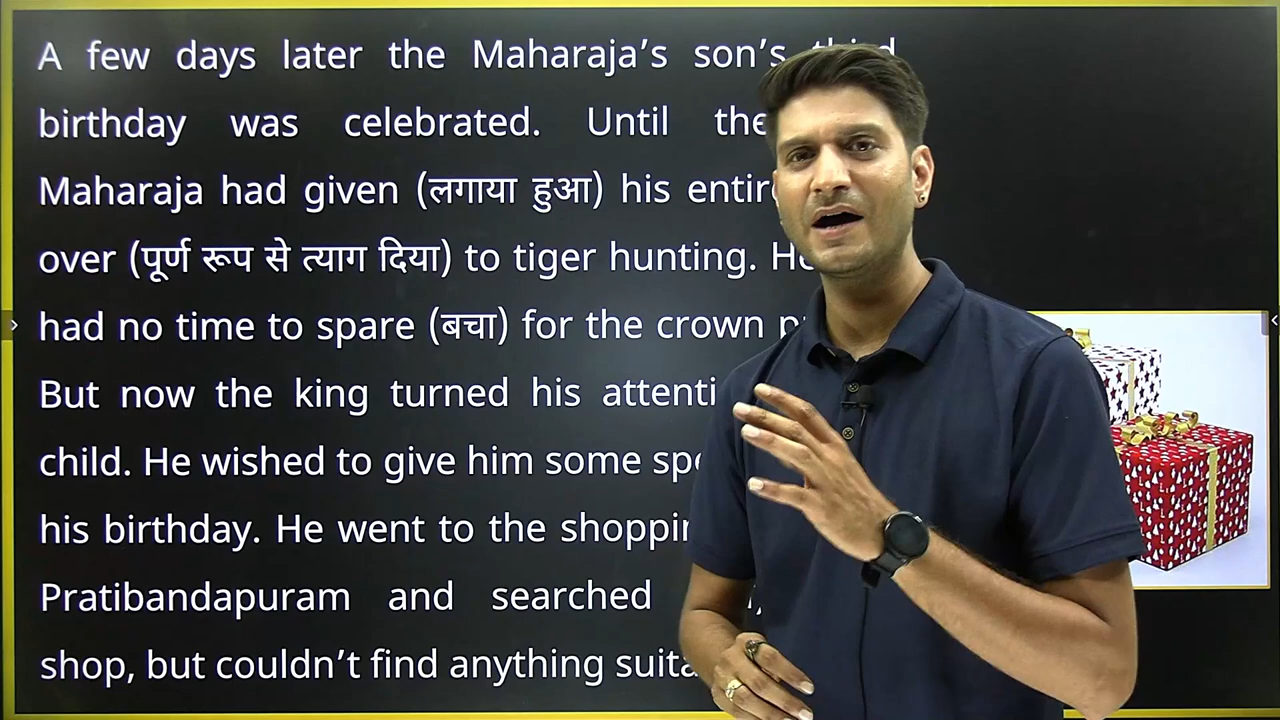 A few days later the Maharaja’s son’s third
birthday was celebrated. Until
Maharaja had given (लगाया हुआ) his
over (पूर्ण रूप से त्याग दिया) to tiger hunting. He
had no time to spare (बचा) for the crown
But now the king turned his
child. He wished to give him some
his birthday. He went to the
Pratibandapuram and searched
shop, but couldn’t find anything